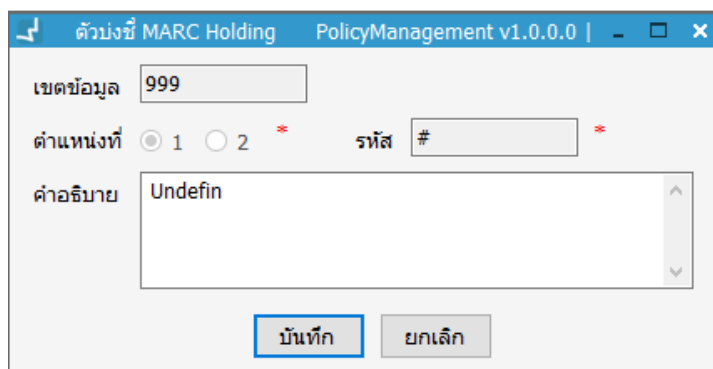 ตัวบ่งชี้ MARC Holding PolicyManagement v1.0.0.0 |
เขตข้อมูล 999
ตำแหน่งที่ 1 2 * รหัส # *
คำอธิบาย Undefin
บันทึก ยกเลิก